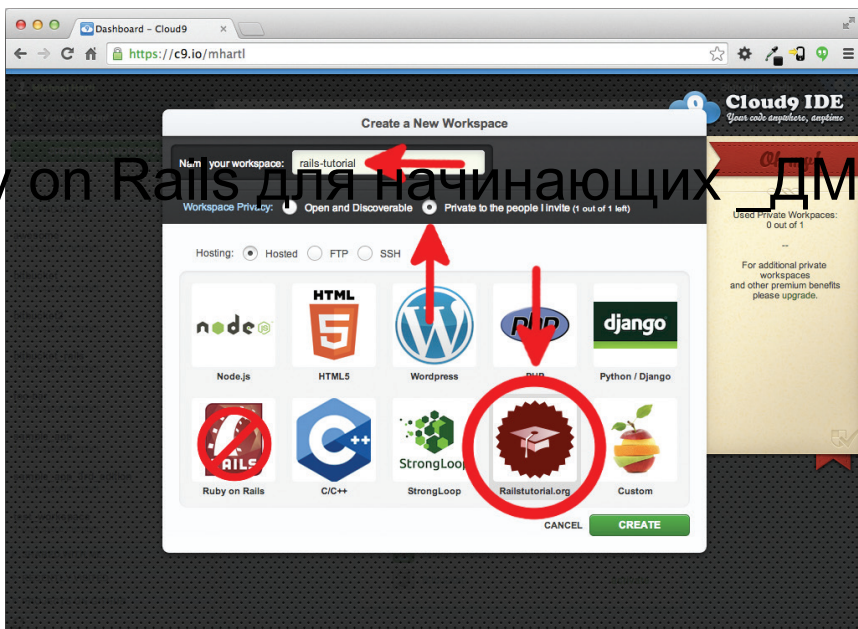 Dashboard - Cloud9
https://c9.io/mhartl
Cloud9 IDE
Your code anywhere, anytime
Create a New Workspace
Name your workspace: rails-tutorial
y on Rails для начинающих _ДМ
Workspace Privacy: Open and Discoverable Private to the people I invite (1 out of 1 left)
Used Private Workpaces:
0 out of 1
--
For additional private
workspaces
and other premium benefits
please upgrade.
Hosting: Hosted FTP SSH
node JS
HTML
5
W
PHP
django
Node.js HTML5 Wordpress PHP Python / Django
RAILS
C++
StrongLoop
Ruby on Rails C/C++ StrongLoop Railstutorial.org Custom
CANCEL CREATE